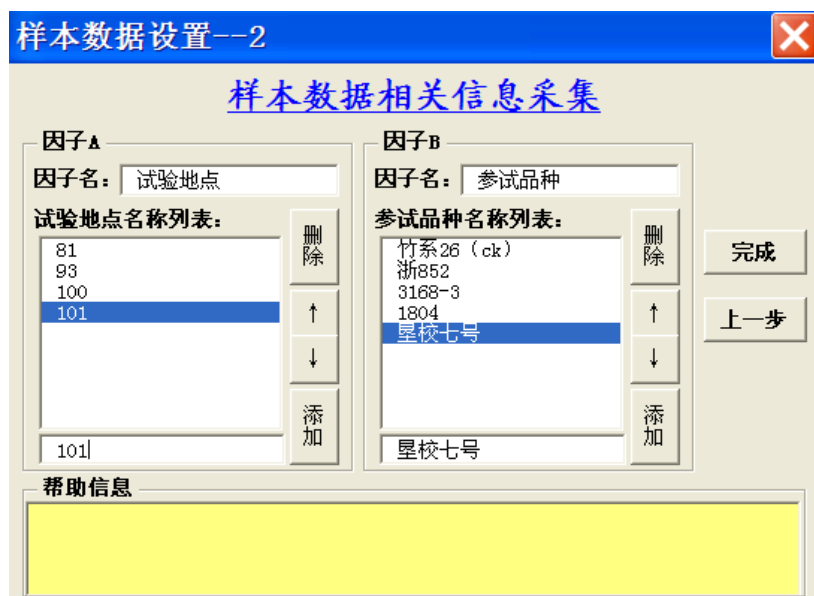 样本数据设置--2
样本数据相关信息采集
因子A
因子名： 试验地点
试验地点名称列表：
81
93
100
101
删除
↑
↓
添加
101
因子B
因子名： 参试品种
参试品种名称列表：
竹系26（ck）
浙852
3168-3
1804
垦校七号
删除
↑
↓
添加
垦校七号
完成
上一步
帮助信息